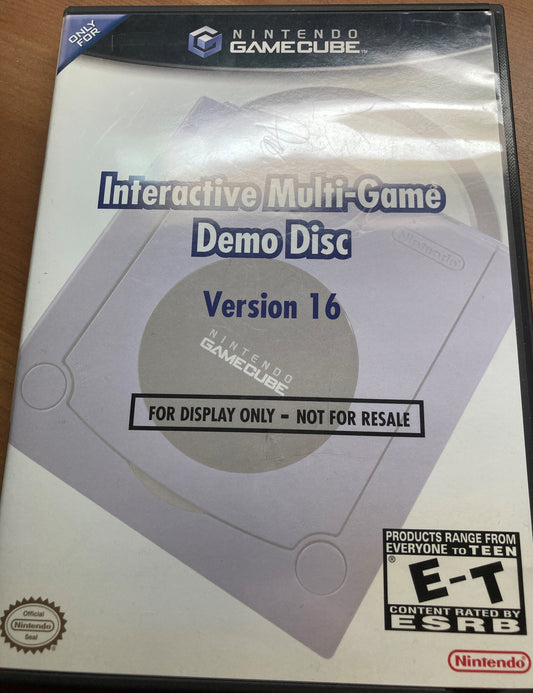 ONLY
FOR
NINTENDO
GAMECUBE™
Interactive Multi-Game
Demo Disc
Nintendo
Version 16
NINTENDO
GAMECUBE
FOR DISPLAY ONLY – NOT FOR RESALE
PRODUCTS RANGE FROM
EVERYONE TO TEEN
E-T
®
CONTENT RATED BY
ESRB
Official
Nintendo
Seal
Nintendo